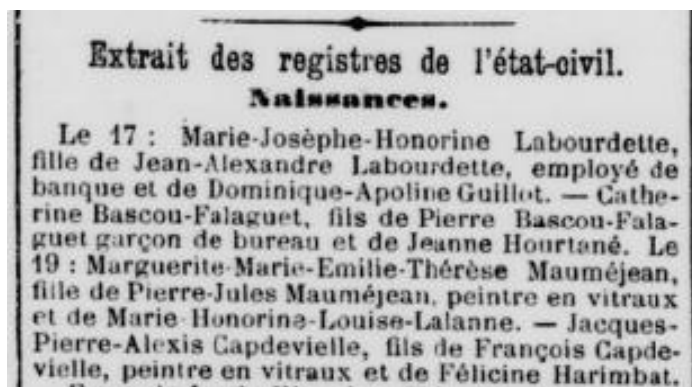 Extrait des registres de l'état-civil.
Naissances.
Le 17 : Marie-Josèphe-Honorine Labourdette,
fille de Jean-Alexandre Labourdette, employé de
banque et de Dominique-Apoline Guillot. — Cathe-
rine Bascou-Falaguet, fils de Pierre Bascou-Fala-
guet garçon de bureau et de Jeanne Hourtané. Le
19 : Marguerite-Marie-Emilie-Thérèse Mauméjean,
fille de Pierre-Jules Mauméjean, peintre en vitraux
et de Marie-Honorine-Louise-Lalanne. — Jacques-
Pierre-Alexis Capdevielle, fils de François Capde-
vielle, peintre en vitraux et de Félicine Harimbat.